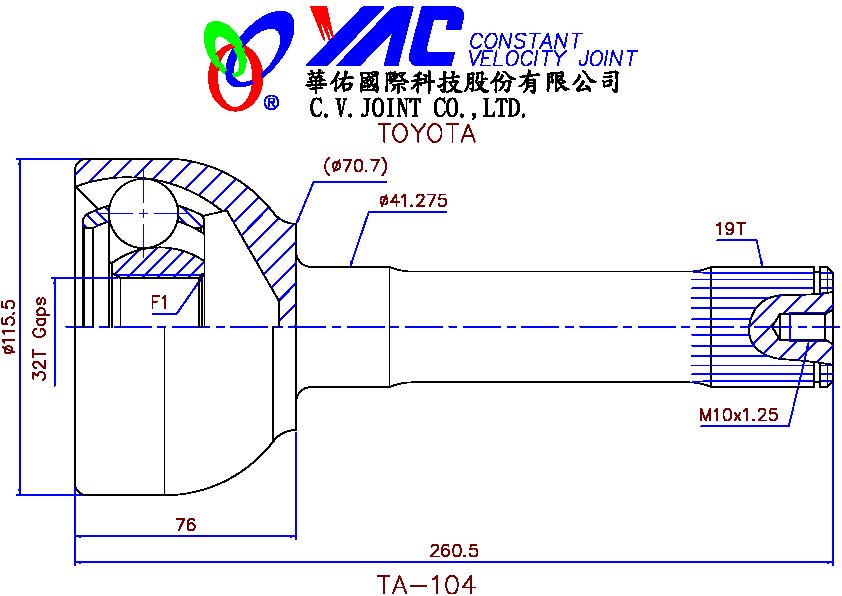 YAC CONSTANT
VELOCITY JOINT
®
華佑國際科技股份有限公司
C.V.JOINT CO.,LTD.
TOYOTA
(ø70.7)
ø41.275
19T
F1
ø115.5
32T Gaps
M10x1.25
76
260.5
TA-104